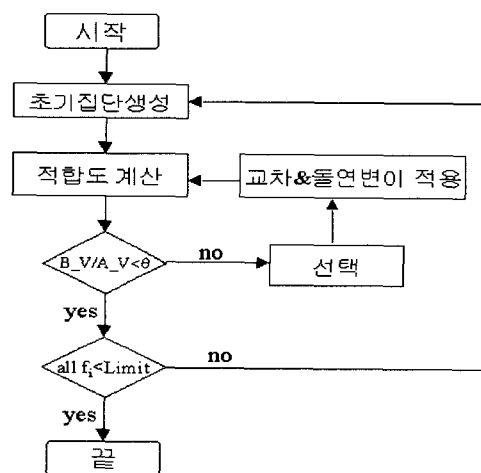 시작
초기집단생성
적합도 계산
교차&돌연변이 적용
B_V/A_V<θ
no
선택
yes
all fᵢ<Limit
no
yes
끝